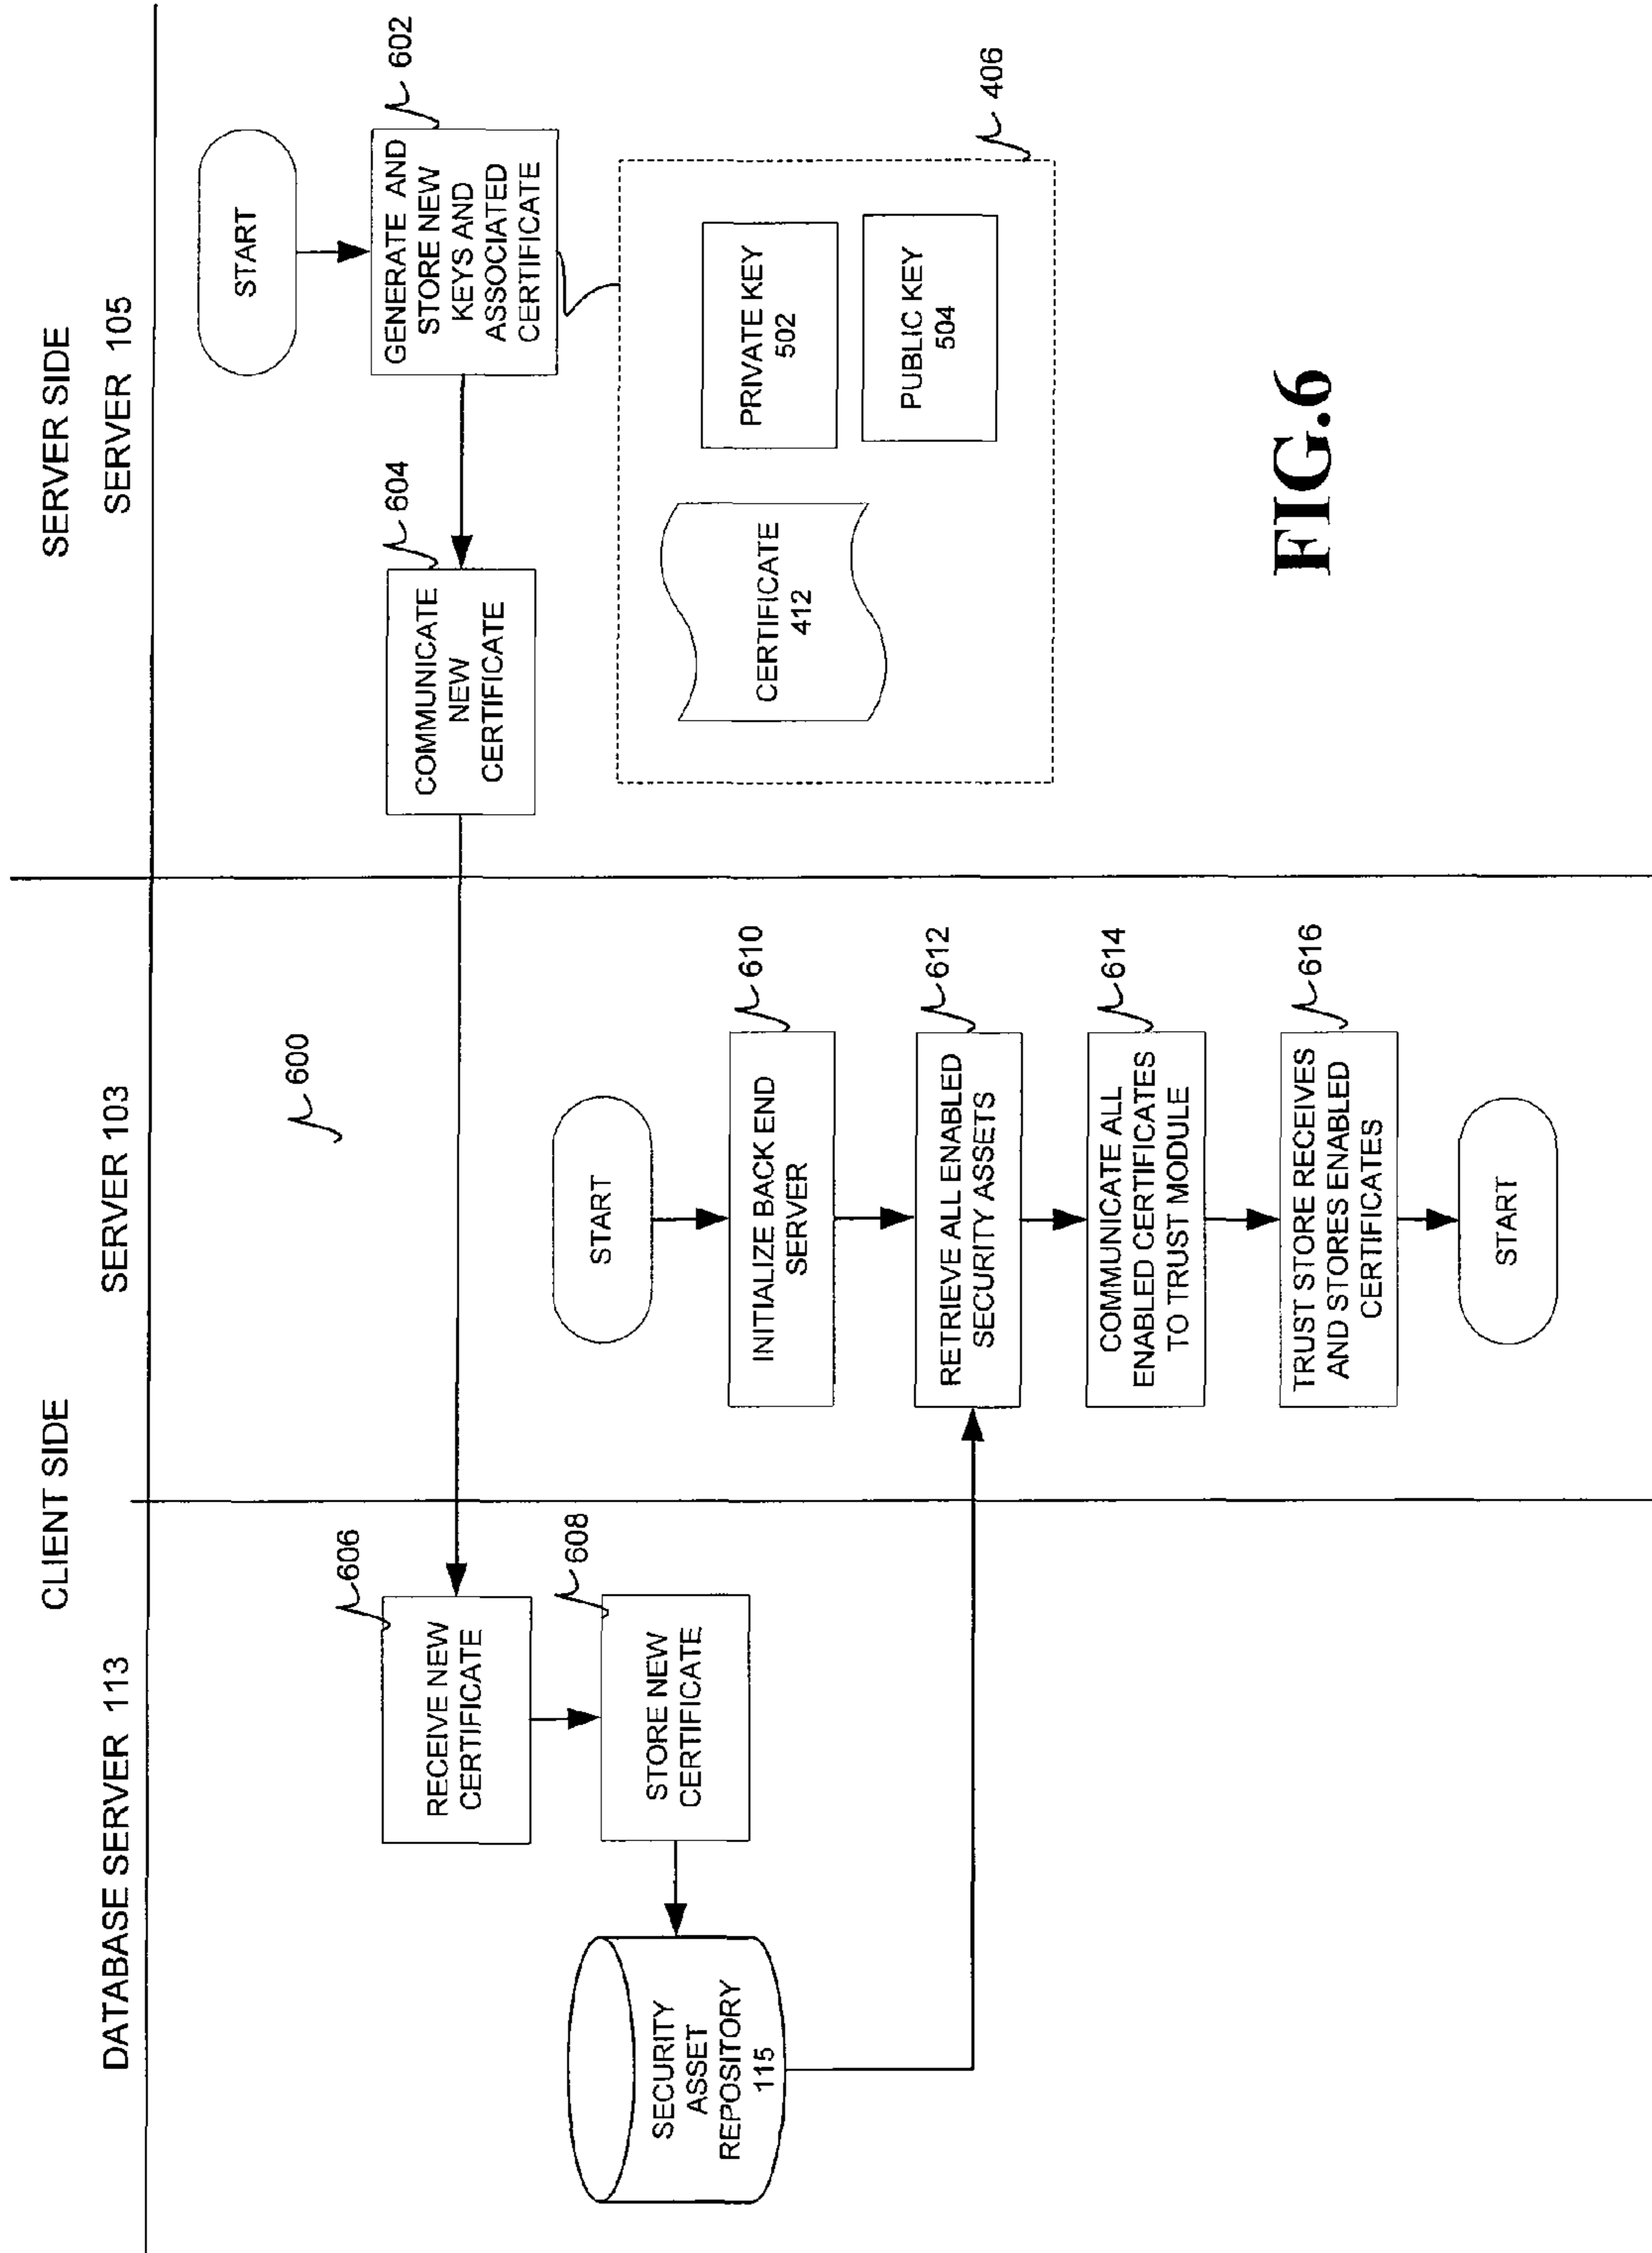 CLIENT SIDE
SERVER SIDE
DATABASE SERVER 113
SERVER 103
SERVER 105
600
606
RECEIVE NEW
CERTIFICATE
608
STORE NEW
CERTIFICATE
SECURITY
ASSET
REPOSITORY
115
START
610
INITIALIZE BACK END
SERVER
612
RETRIEVE ALL ENABLED
SECURITY ASSETS
614
COMMUNICATE ALL
ENABLED CERTIFICATES
TO TRUST MODULE
616
TRUST STORE RECEIVES
AND STORES ENABLED
CERTIFICATES
START
START
602
GENERATE AND
STORE NEW
KEYS AND
ASSOCIATED
CERTIFICATE
604
COMMUNICATE
NEW
CERTIFICATE
406
CERTIFICATE
412
PRIVATE KEY
502
PUBLIC KEY
504
FIG.6